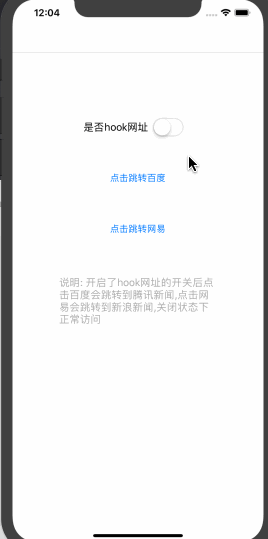 12:04
是否hook网址
点击跳转百度
点击跳转网易
说明: 开启了hook网址的开关后点
击百度会跳转到腾讯新闻,点击网
易会跳转到新浪新闻,关闭状态下
正常访问